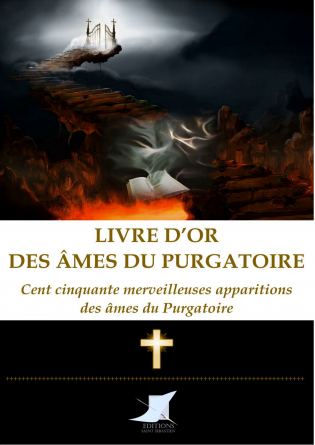 LIVRE D’OR
DES ÂMES DU PURGATOIRE
Cent cinquante merveilleuses apparitions
des âmes du Purgatoire
EDITIONS
SAINT SEBASTIEN